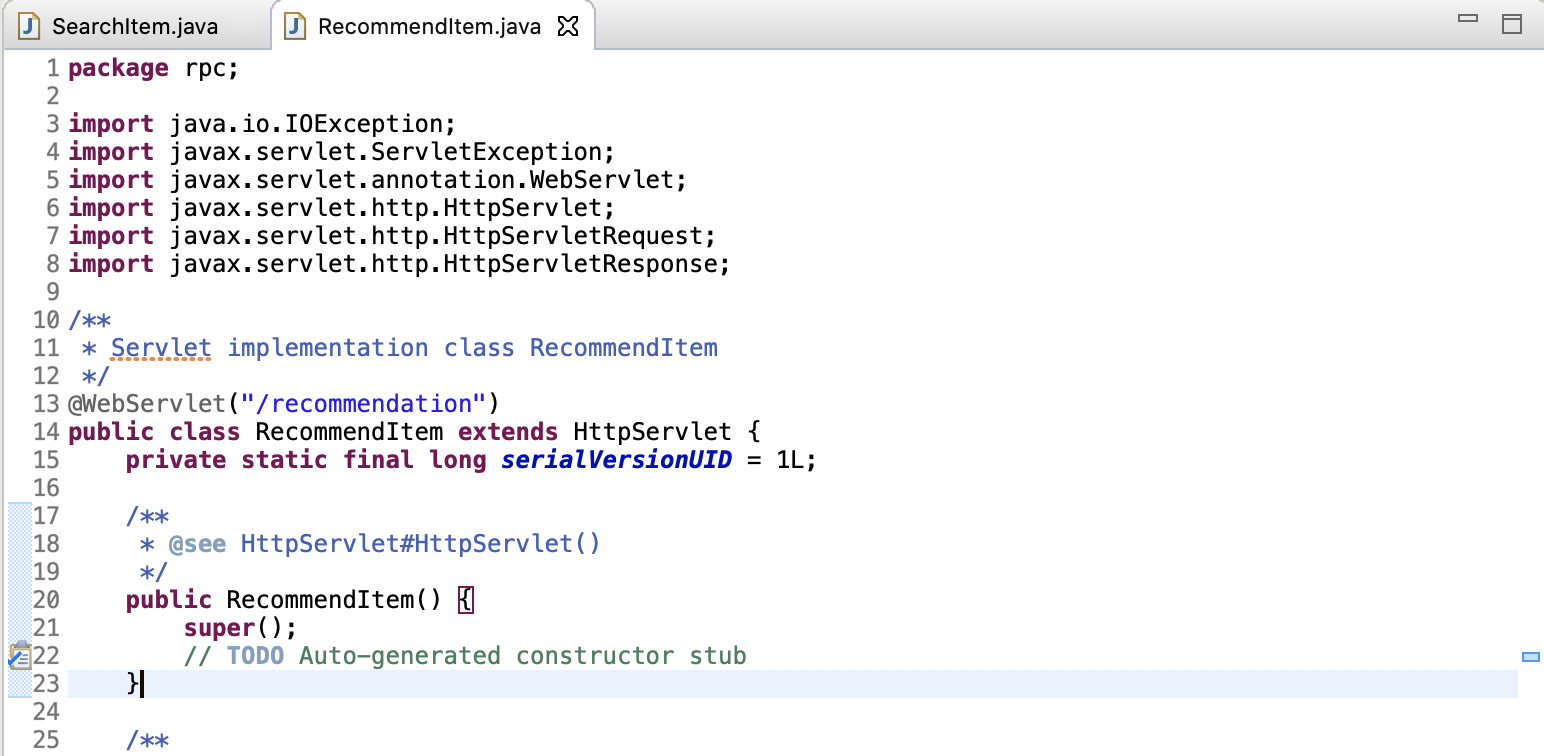 SearchItem.java RecommendItem.java
1 package rpc;
2
3 import java.io.IOException;
4 import javax.servlet.ServletException;
5 import javax.servlet.annotation.WebServlet;
6 import javax.servlet.http.HttpServlet;
7 import javax.servlet.http.HttpServletRequest;
8 import javax.servlet.http.HttpServletResponse;
9
10 /**
11  * Servlet implementation class RecommendItem
12  */
13 @WebServlet("/recommendation")
14 public class RecommendItem extends HttpServlet {
15     private static final long serialVersionUID = 1L;
16
17     /**
18      * @see HttpServlet#HttpServlet()
19      */
20     public RecommendItem() {
21         super();
22         // TODO Auto-generated constructor stub
23     }
24
25     /**